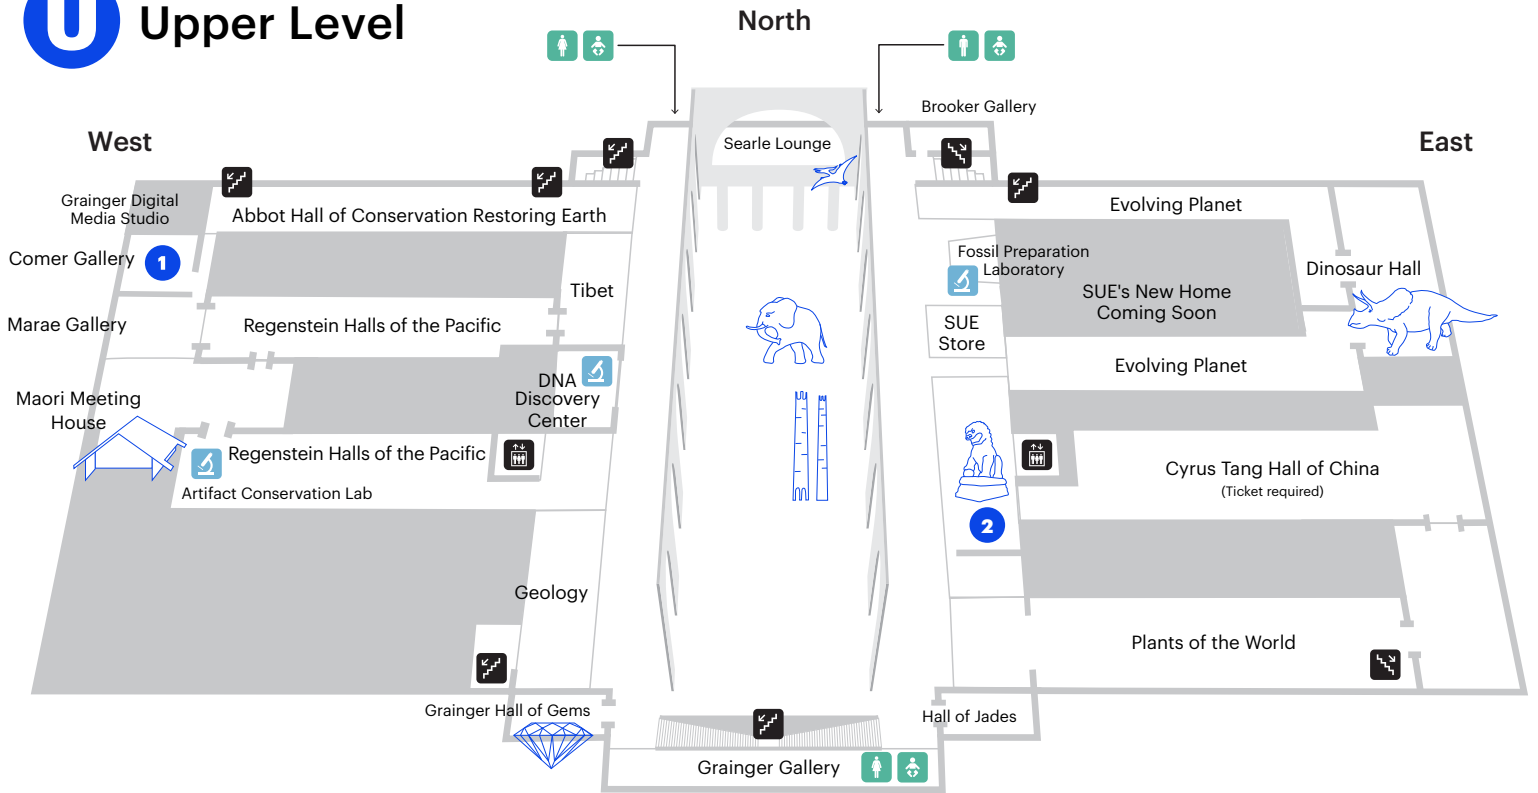 U Upper Level
North
West
East
Brooker Gallery
Searle Lounge
Grainger Digital
Media Studio
Abbot Hall of Conservation Restoring Earth
Evolving Planet
Comer Gallery
1
Fossil Preparation
Laboratory
Dinosaur Hall
Tibet
SUE's New Home
Coming Soon
Marae Gallery
Regenstein Halls of the Pacific
SUE
Store
Evolving Planet
DNA
Discovery
Center
Maori Meeting
House
Regenstein Halls of the Pacific
Cyrus Tang Hall of China
(Ticket required)
Artifact Conservation Lab
2
Geology
Plants of the World
Grainger Hall of Gems
Hall of Jades
Grainger Gallery